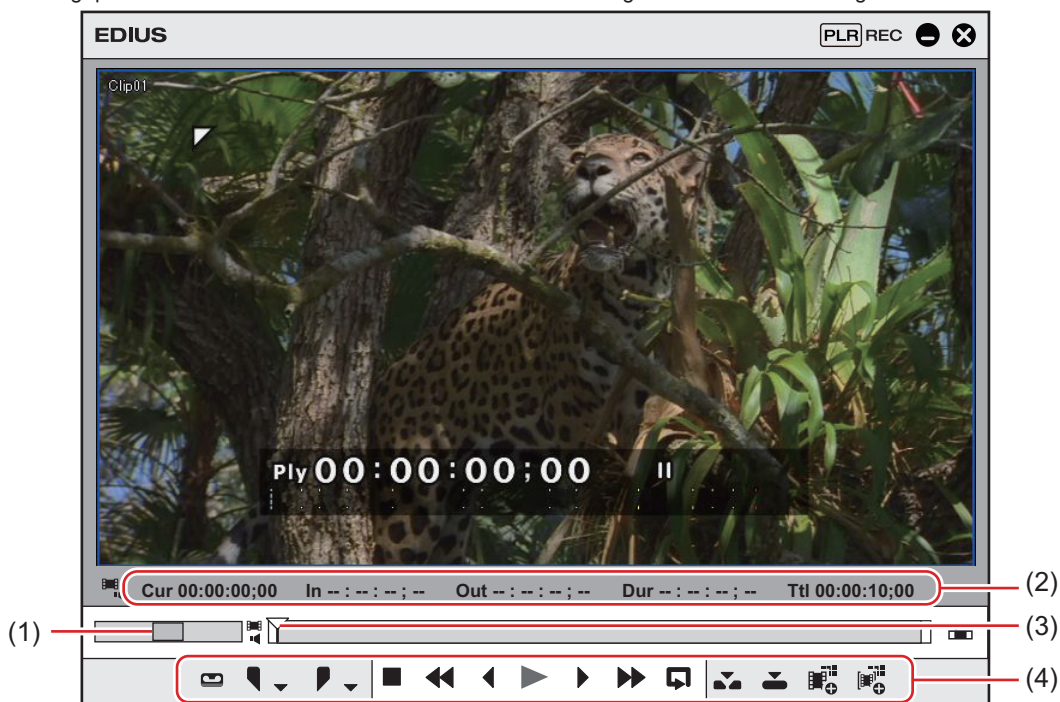 EDIUS PLR REC
Clip01
Ply 00:00:00;00
Cur 00:00:00;00 In -- : -- : -- ; -- Out -- : -- : -- ; -- Dur -- : -- : -- ; -- Ttl 00:00:10;00
(2)
(1)
(3)
(4)